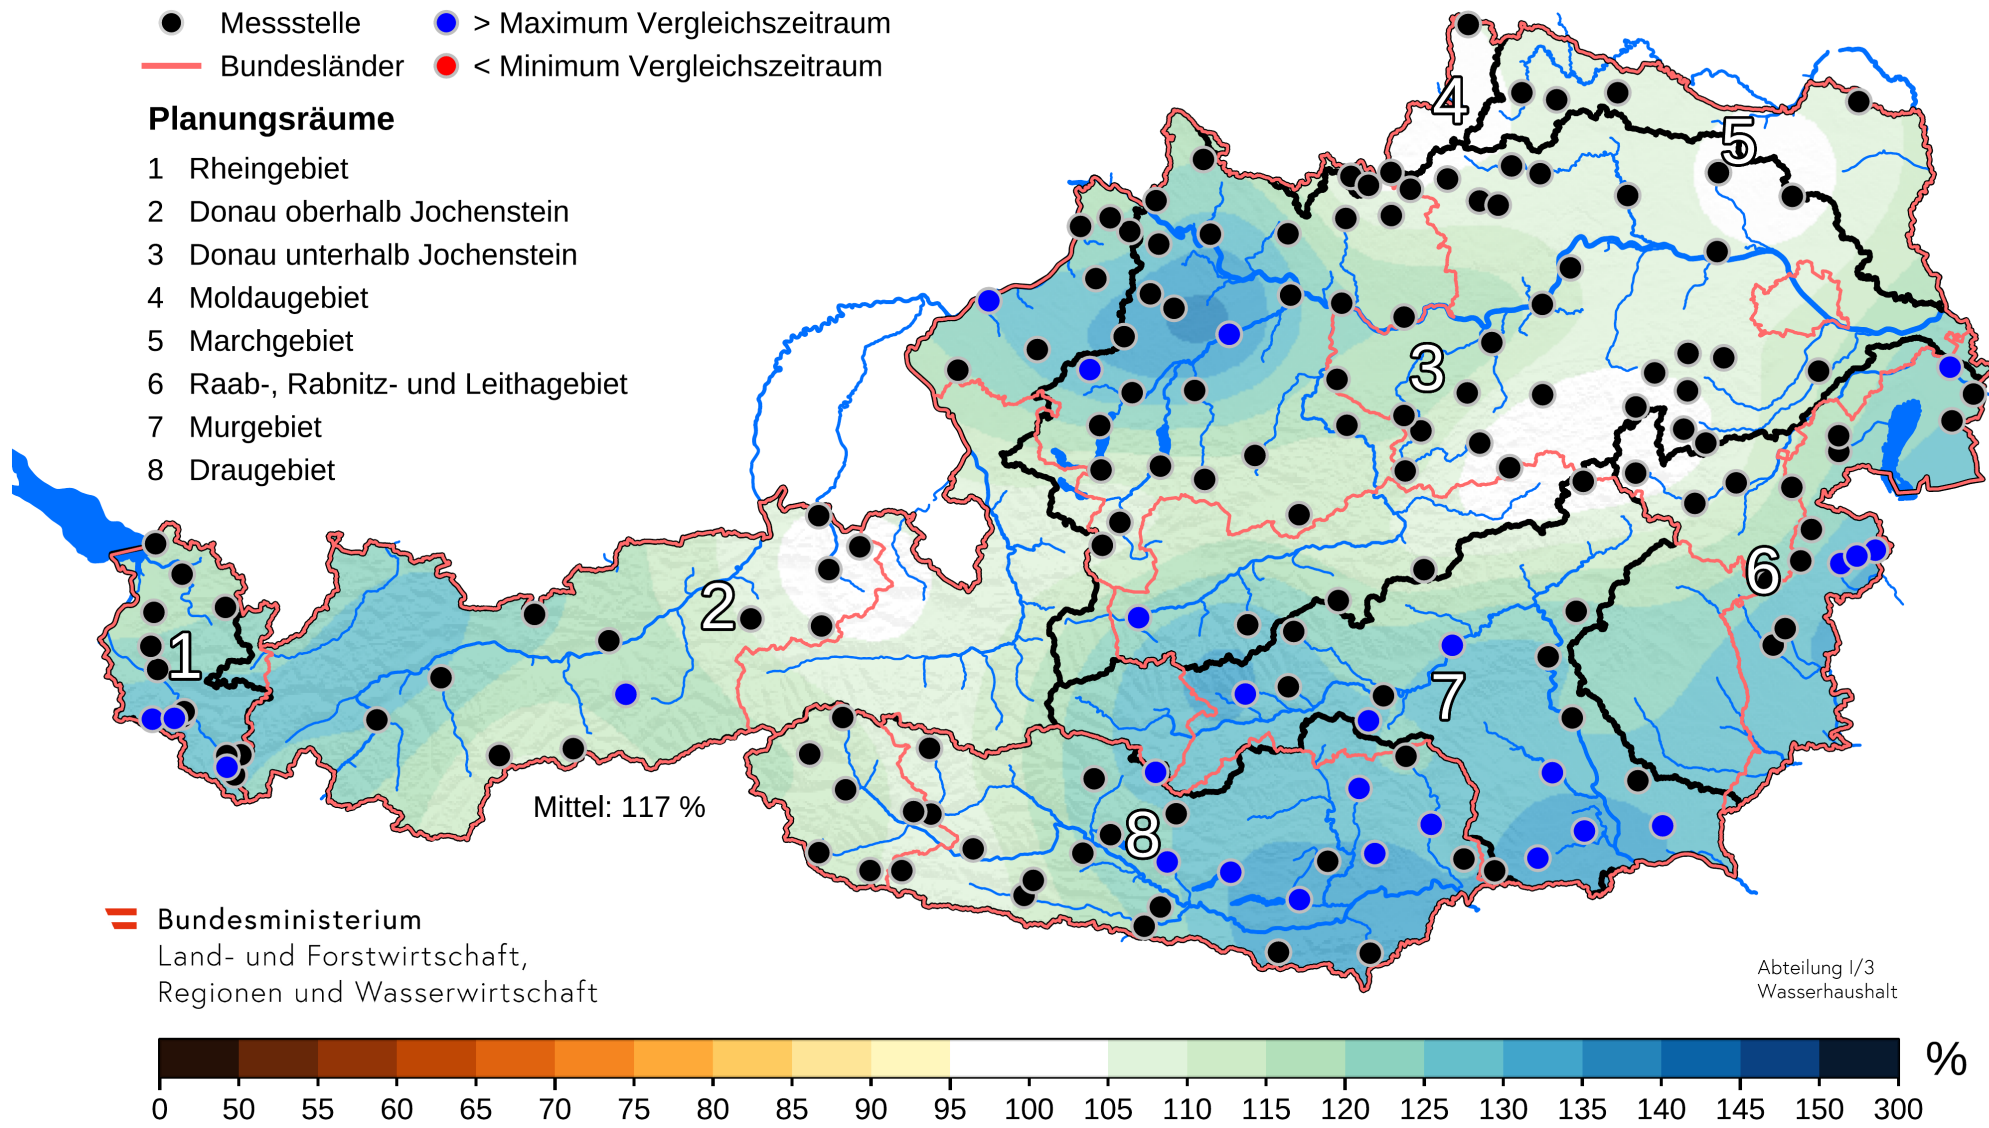 Messstelle
> Maximum Vergleichszeitraum
Bundesländer
< Minimum Vergleichszeitraum
Planungsräume
1 Rheingebiet
2 Donau oberhalb Jochenstein
3 Donau unterhalb Jochenstein
4 Moldaugebiet
5 Marchgebiet
6 Raab-, Rabnitz- und Leithagebiet
7 Murgebiet
8 Draugebiet
4
5
3
6
2
1
7
8
Mittel: 117 %
Bundesministerium
Land- und Forstwirtschaft,
Regionen und Wasserwirtschaft
Abteilung I/3
Wasserhaushalt
%
0 50 55 60 65 70 75 80 85 90 95 100 105 110 115 120 125 130 135 140 145 150 300